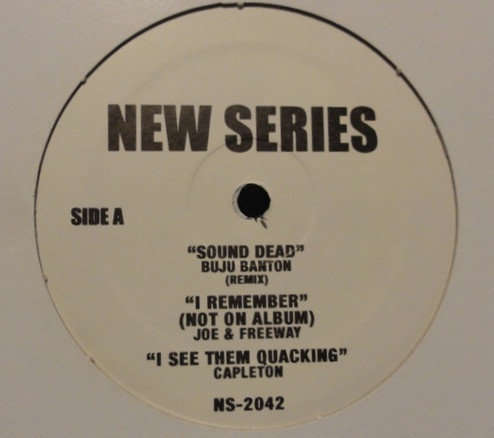 NEW SERIES
SIDE A
"SOUND DEAD"
BUJU BANTON
(REMIX)
"I REMEMBER"
(NOT ON ALBUM)
JOE & FREEWAY
"I SEE THEM QUACKING"
CAPLETON
NS-2042